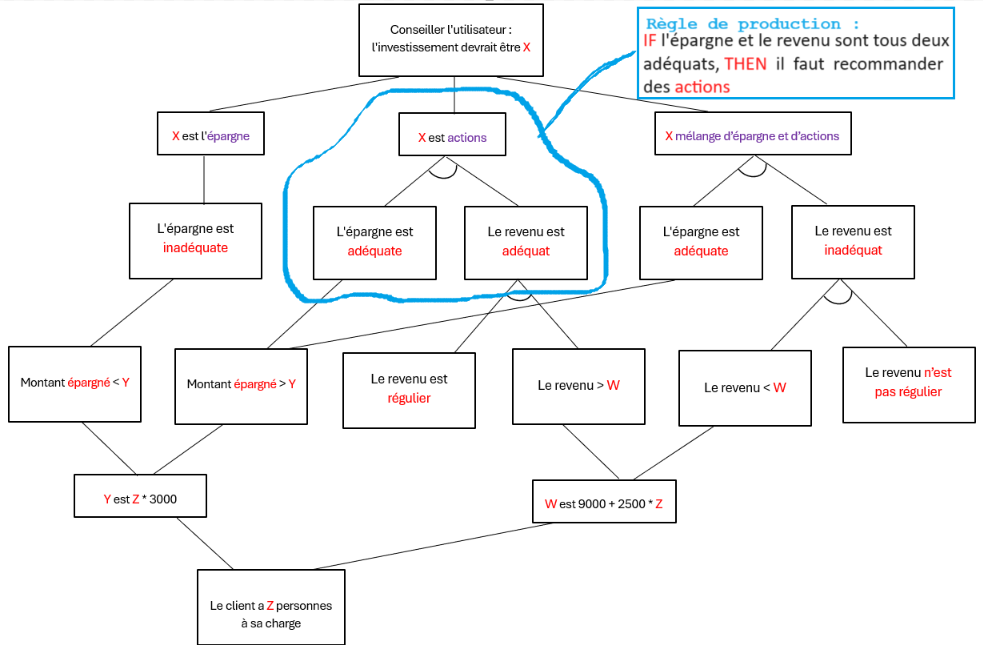 Conseiller l'utilisateur :
l'investissement devrait être X
Règle de production :
IF l'épargne et le revenu sont tous deux
adéquats, THEN il faut recommander
des actions
X est l'épargne
X est actions
X mélange d'épargne et d'actions
L'épargne est
inadéquate
L'épargne est
adéquate
Le revenu est
adéquat
L'épargne est
adéquate
Le revenu est
inadéquat
Montant épargné < Y
Montant épargné > Y
Le revenu est
régulier
Le revenu > W
Le revenu < W
Le revenu n'est
pas régulier
Y est Z * 3000
W est 9000 + 2500 * Z
Le client a Z personnes
à sa charge